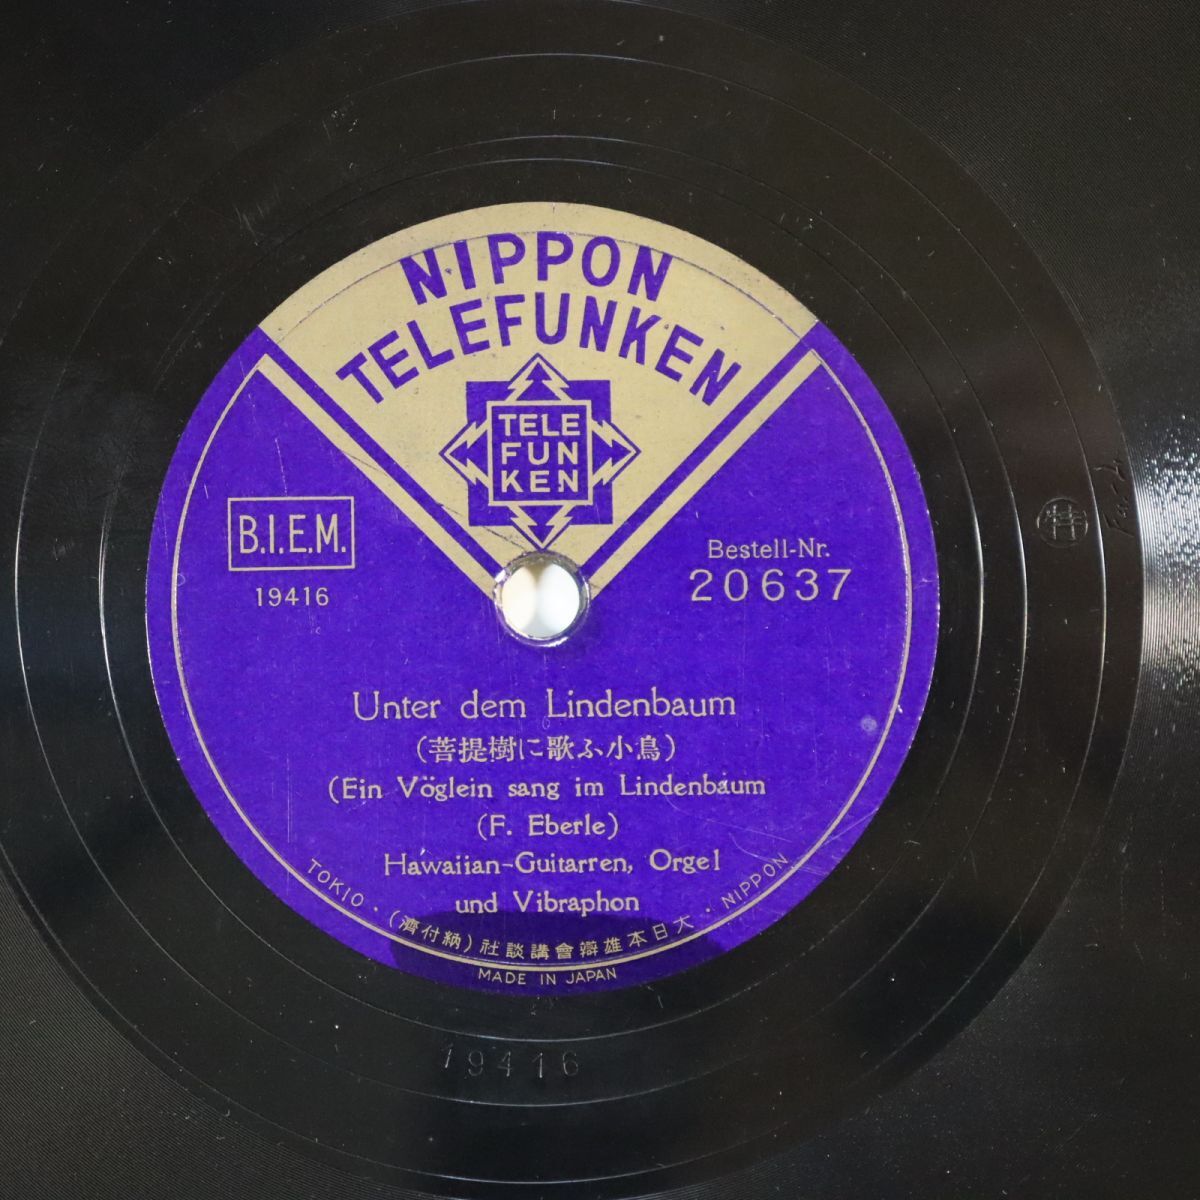 NIPPON
TELEFUNKEN
TELE
FUN
KEN
B.I.E.M.
19416
Bestell-Nr.
20637
Unter dem Lindenbaum
(菩提樹に歌ふ小鳥)
(Ein Vöglein sang im Lindenbaum
(F. Eberle)
Hawaiian-Guitarren, Orgel
und Vibraphon
TOKIO · (濟付納) 社談講會辯雄本日大 · NIPPON
MADE IN JAPAN
19416